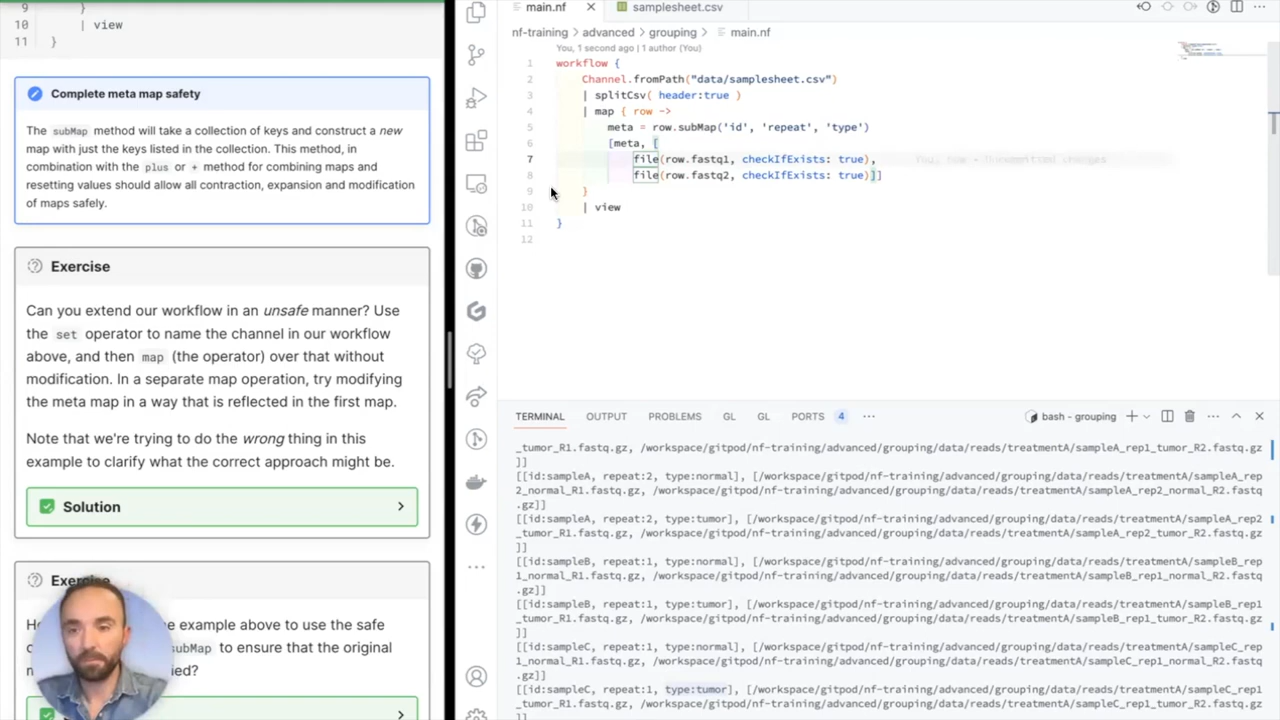 9 }
10 | view
11 }
Complete meta map safety
The subMap method will take a collection of keys and construct a new
map with just the keys listed in the collection. This method, in
combination with the plus or + method for combining maps and
resetting values should allow all contraction, expansion and modification
of maps safely.
Exercise
Can you extend our workflow in an unsafe manner? Use
the set operator to name the channel in our workflow
above, and then map (the operator) over that without
modification. In a separate map operation, try modifying
the meta map in a way that is reflected in the first map.
Note that we're trying to do the wrong thing in this
example to clarify what the correct approach might be.
Solution
Exercise
e example above to use the safe
subMap to ensure that the original
main.nf
samplesheet.csv
nf-training > advanced > grouping > main.nf
You, 1 second ago | 1 author (You)
1 workflow {
2 Channel.fromPath("data/samplesheet.csv")
3 | splitCsv( header:true )
4 | map { row ->
5 meta = row.subMap('id', 'repeat', 'type')
6 [meta, [
7 file(row.fastq1, checkIfExists: true), You, now • Uncommitted changes
8 file(row.fastq2, checkIfExists: true)]]
9 }
10 | view
11 }
12
TERMINAL OUTPUT PROBLEMS GL GL PORTS 4 ··· bash - grouping
_tumor_R1.fastq.gz, /workspace/gitpod/nf-training/advanced/grouping/data/reads/treatmentA/sampleA_rep1_tumor_R2.fastq.gz
]]
[[id:sampleA, repeat:2, type:normal], [/workspace/gitpod/nf-training/advanced/grouping/data/reads/treatmentA/sampleA_rep
2_normal_R1.fastq.gz, /workspace/gitpod/nf-training/advanced/grouping/data/reads/treatmentA/sampleA_rep2_normal_R2.fastq
.gz]]
[[id:sampleA, repeat:2, type:tumor], [/workspace/gitpod/nf-training/advanced/grouping/data/reads/treatmentA/sampleA_rep2
_tumor_R1.fastq.gz, /workspace/gitpod/nf-training/advanced/grouping/data/reads/treatmentA/sampleA_rep2_tumor_R2.fastq.gz
]]
[[id:sampleB, repeat:1, type:normal], [/workspace/gitpod/nf-training/advanced/grouping/data/reads/treatmentA/sampleB_rep
1_normal_R1.fastq.gz, /workspace/gitpod/nf-training/advanced/grouping/data/reads/treatmentA/sampleB_rep1_normal_R2.fastq
.gz]]
[[id:sampleB, repeat:1, type:tumor], [/workspace/gitpod/nf-training/advanced/grouping/data/reads/treatmentA/sampleB_rep1
_tumor_R1.fastq.gz, /workspace/gitpod/nf-training/advanced/grouping/data/reads/treatmentA/sampleB_rep1_tumor_R2.fastq.gz
]]
[[id:sampleC, repeat:1, type:normal], [/workspace/gitpod/nf-training/advanced/grouping/data/reads/treatmentA/sampleC_rep
1_normal_R1.fastq.gz, /workspace/gitpod/nf-training/advanced/grouping/data/reads/treatmentA/sampleC_rep1_normal_R2.fastq
.gz]]
[[id:sampleC, repeat:1, type:tumor], [/workspace/gitpod/nf-training/advanced/grouping/data/reads/treatmentA/sampleC_rep1
_tumor_R1.fastq.gz, /workspace/gitpod/nf-training/advanced/grouping/data/reads/treatmentA/sampleC_rep1_tumor_R2.fastq.gz